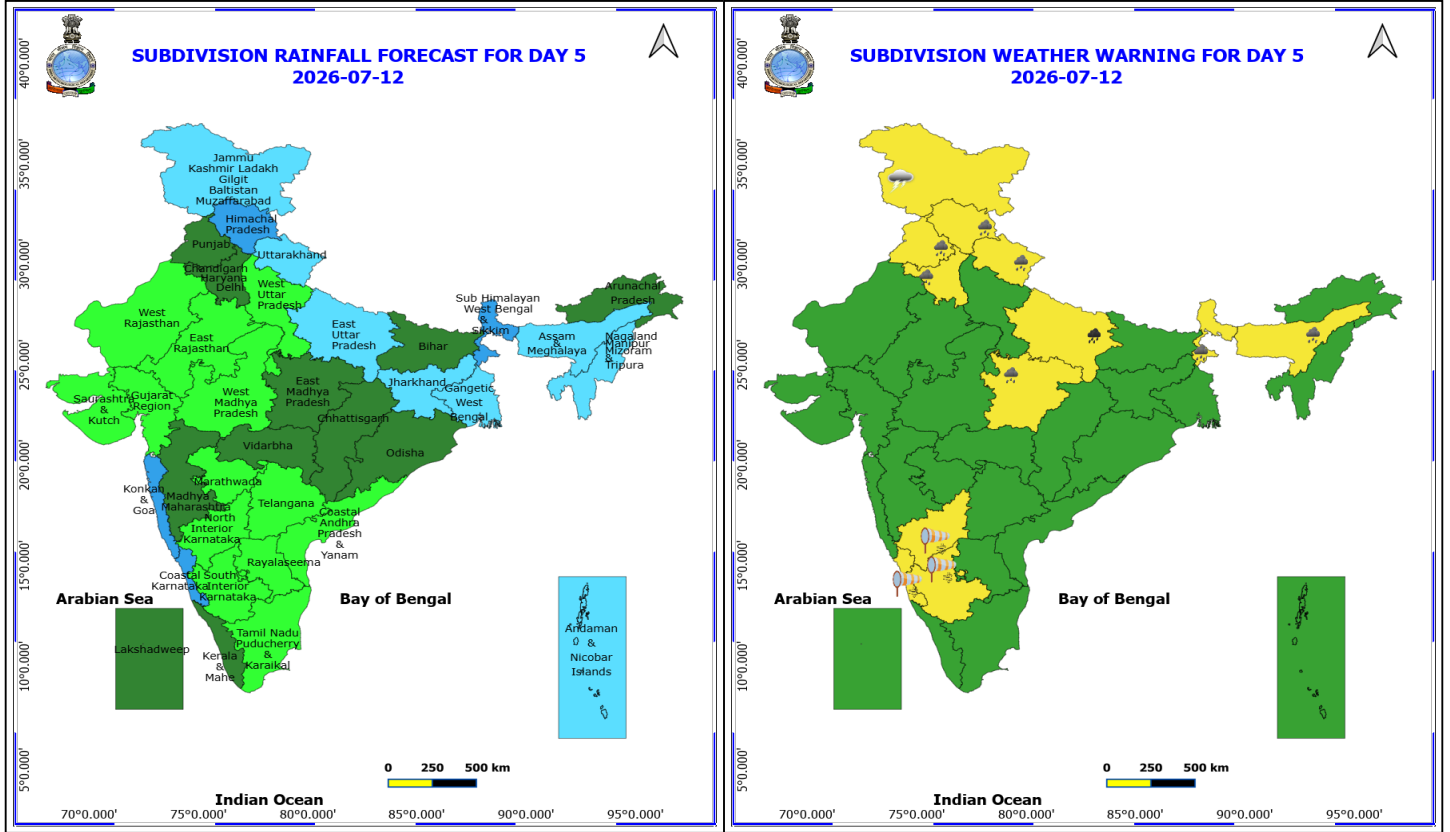 SUBDIVISION RAINFALL FORECAST FOR DAY 5
2026-07-12
40°0.000'
35°0.000'
30°0.000'
25°0.000'
20°0.000'
15°0.000'
10°0.000'
5°0.000'
Jammu
Kashmir Ladakh
Gilgit
Baltistan
Muzaffarabad
Himachal
Pradesh
Punjab
Uttarakhand
Chandigarh
Haryana
Delhi
West
Uttar
Pradesh
Arunachal
Pradesh
Sub Himalayan
West Bengal
&
Sikkim
West
Rajasthan
East
Rajasthan
East
Uttar
Pradesh
Bihar
Assam
&
Meghalaya
Nagaland
Manipur
Mizoram
&
Tripura
Jharkhand
Gangetic
West
Bengal
Saurashtra
&
Kutch
Gujarat
Region
West
Madhya
Pradesh
East
Madhya
Pradesh
Chhattisgarh
Vidarbha
Odisha
Konkan
&
Goa
Madhya
Maharashtra
Marathwada
Telangana
North
Interior
Karnataka
Coastal
Andhra
Pradesh
&
Yanam
Rayalaseema
Coastal
Karnataka
South
Interior
Karnataka
Arabian Sea
Bay of Bengal
Lakshadweep
Kerala
&
Mahe
Tamil Nadu
Puducherry
&
Karaikal
Andaman
&
Nicobar
Islands
0 250 500 km
Indian Ocean
70°0.000' 75°0.000' 80°0.000' 85°0.000' 90°0.000' 95°0.000'
SUBDIVISION WEATHER WARNING FOR DAY 5
2026-07-12
40°0.000'
35°0.000'
30°0.000'
25°0.000'
20°0.000'
15°0.000'
10°0.000'
5°0.000'
Arabian Sea
Bay of Bengal
0 250 500 km
Indian Ocean
70°0.000' 75°0.000' 80°0.000' 85°0.000' 90°0.000' 95°0.000'